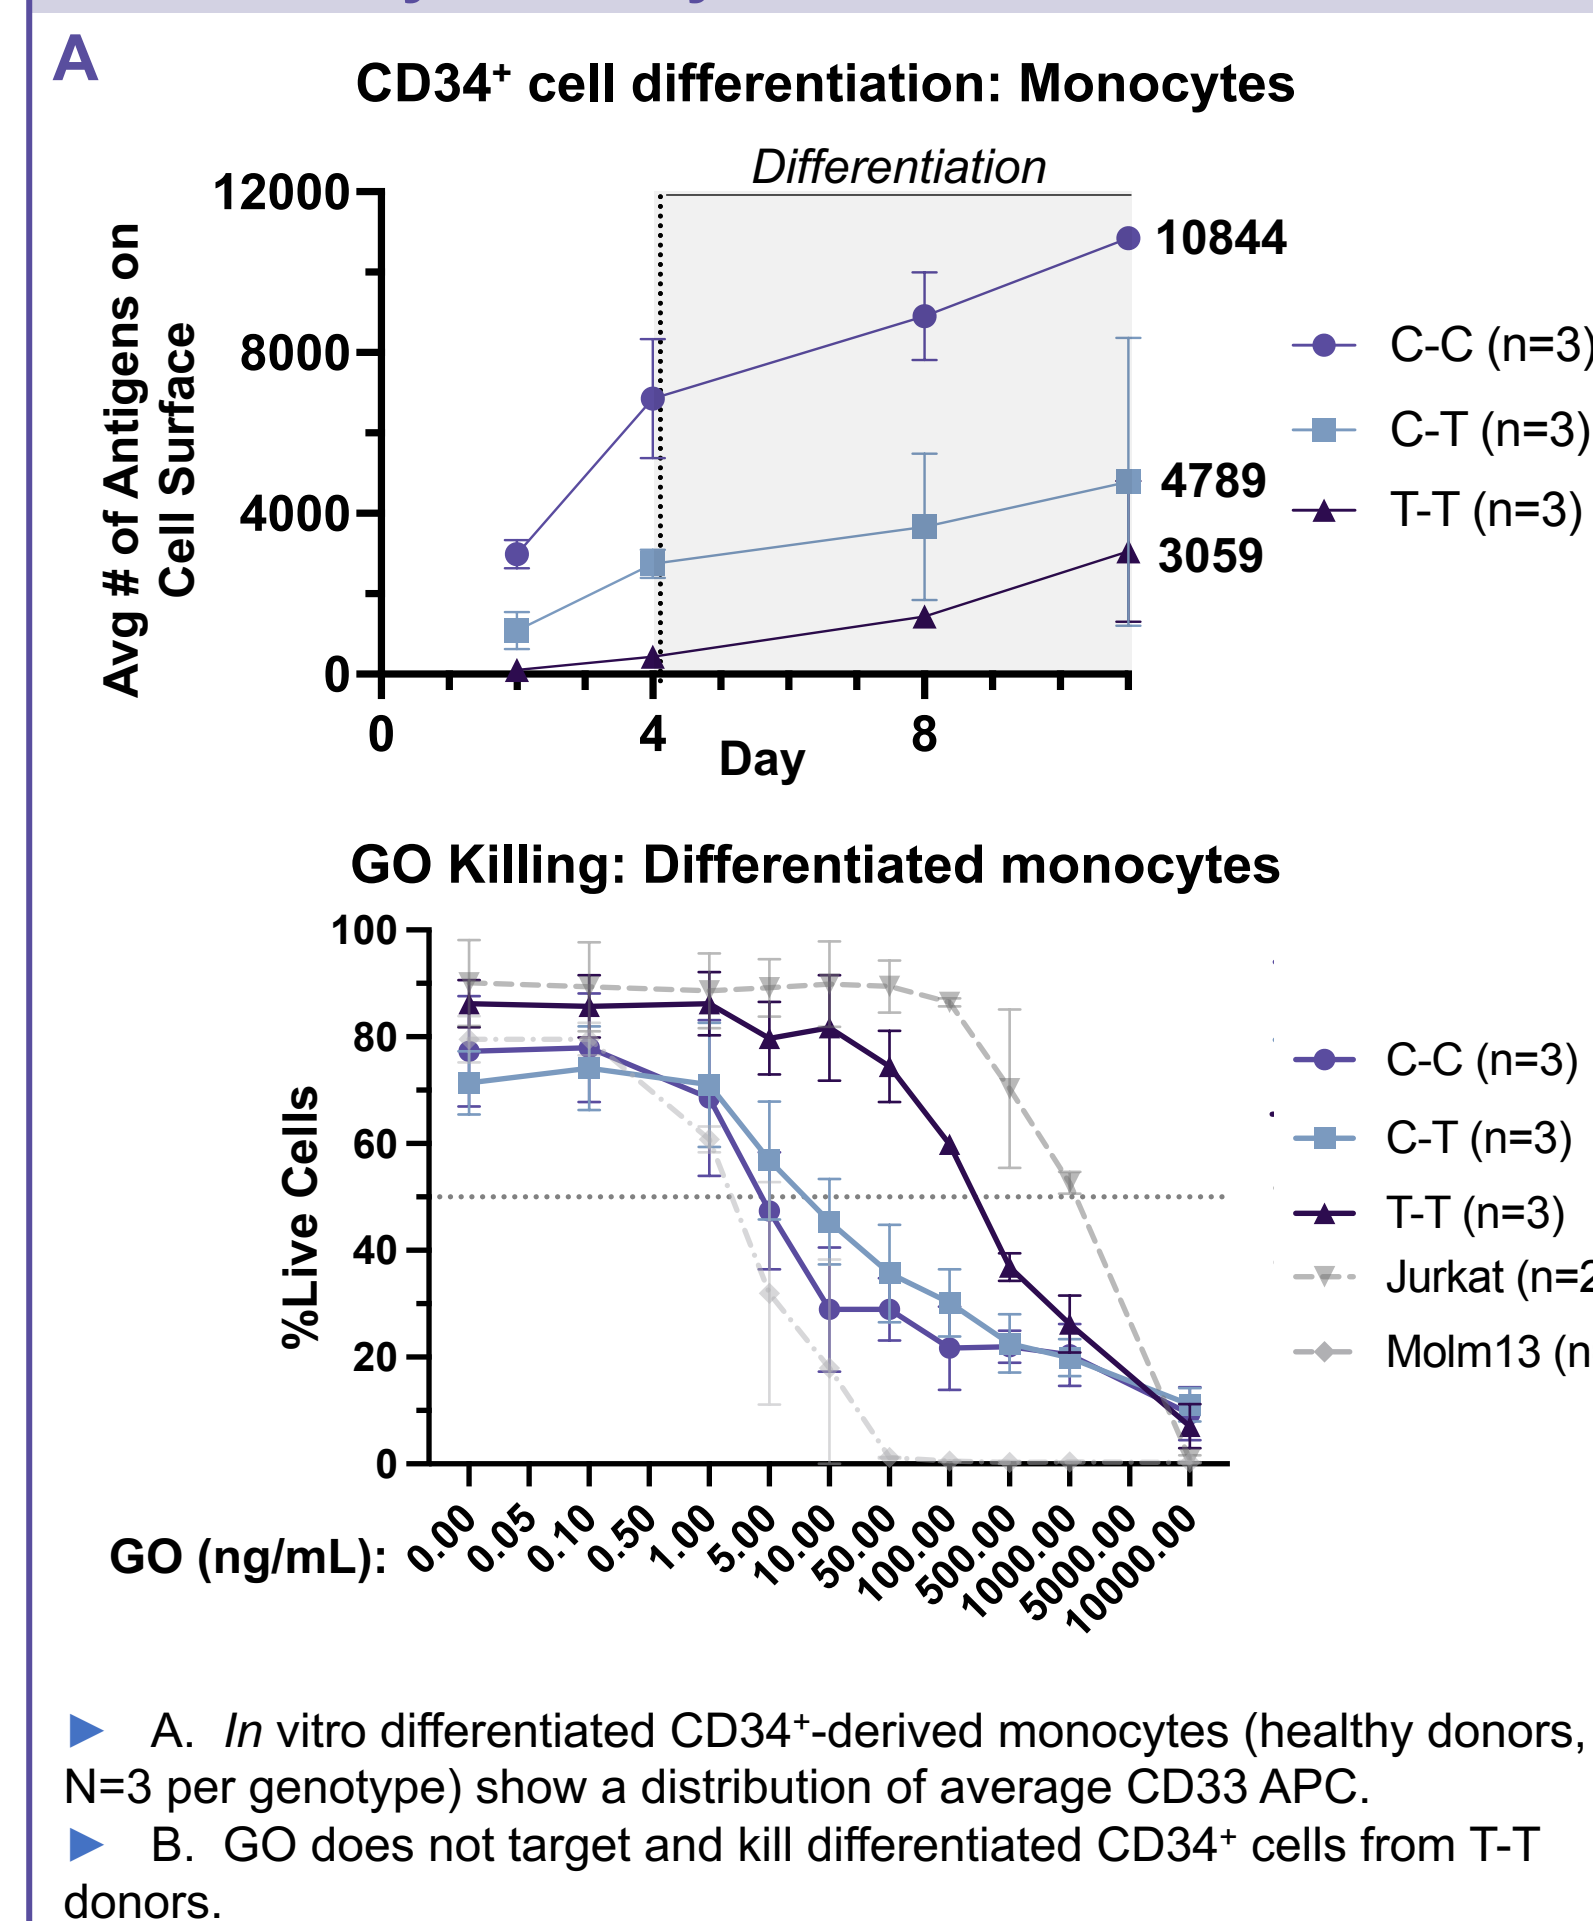 A
CD34⁺ cell differentiation: Monocytes
Differentiation
Avg # of Antigens on
Cell Surface
12000
8000
4000
0
10844
4789
3059
C-C (n=3)
C-T (n=3)
T-T (n=3)
0 4 8
Day
GO Killing: Differentiated monocytes
%Live Cells
100
80
60
40
20
0
C-C (n=3)
C-T (n=3)
T-T (n=3)
Jurkat (n=2
Molm13 (n
GO (ng/mL): 0.00 0.05 0.10 0.50 1.00 5.00 10.00 50.00 100.00 500.00 1000.00 5000.00 10000.00
► A. In vitro differentiated CD34⁺-derived monocytes (healthy donors,
N=3 per genotype) show a distribution of average CD33 APC.
► B. GO does not target and kill differentiated CD34⁺ cells from T-T
donors.